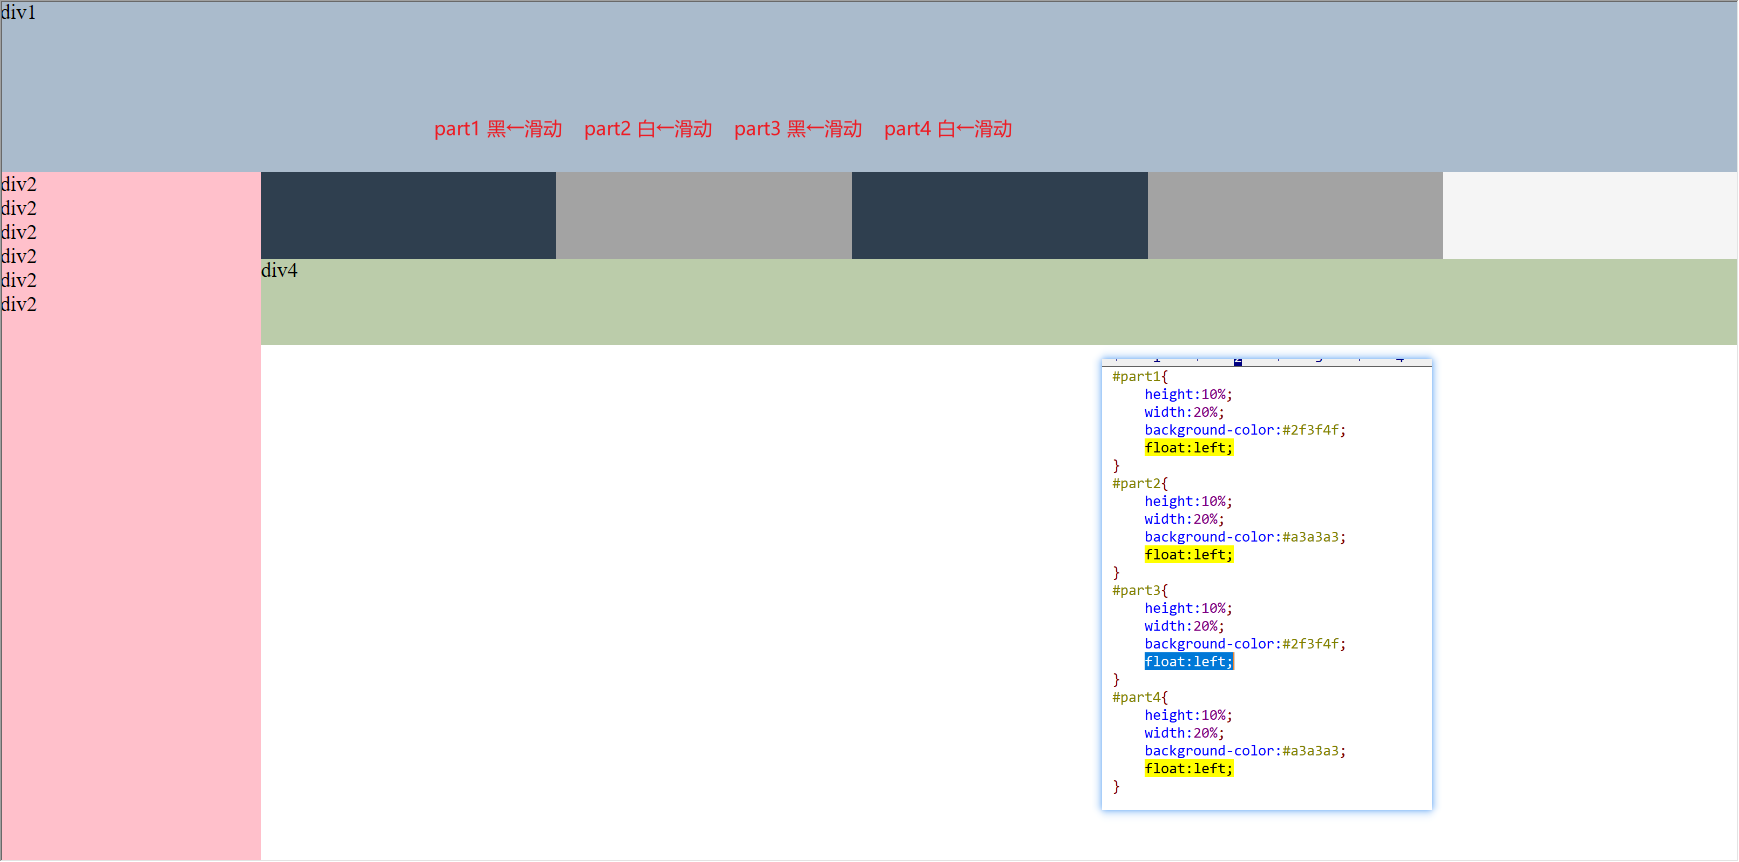 div1
part1 黑←滑动 part2 白←滑动 part3 黑←滑动 part4 白←滑动
div2
div2
div2
div2
div2
div2
div4
#part1{
height:10%;
width:20%;
background-color:#2f3f4f;
float:left;
}
#part2{
height:10%;
width:20%;
background-color:#a3a3a3;
float:left;
}
#part3{
height:10%;
width:20%;
background-color:#2f3f4f;
float:left;
}
#part4{
height:10%;
width:20%;
background-color:#a3a3a3;
float:left;
}